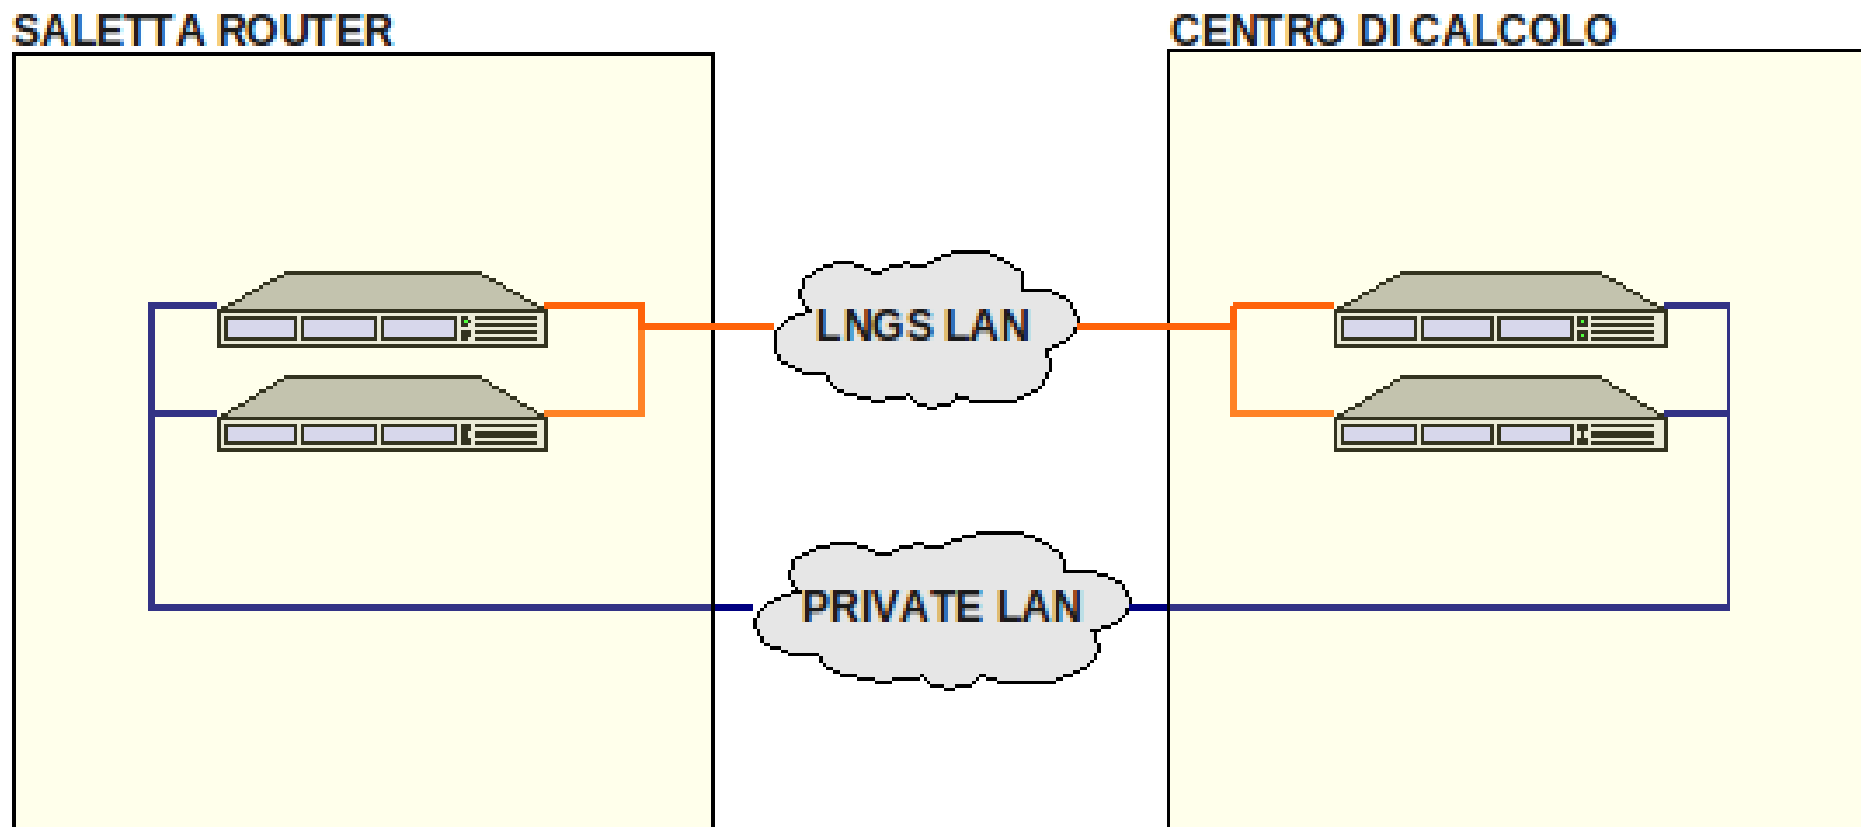 SALETTA ROUTER
CENTRO DI CALCOLO
LNGS LAN
PRIVATE LAN